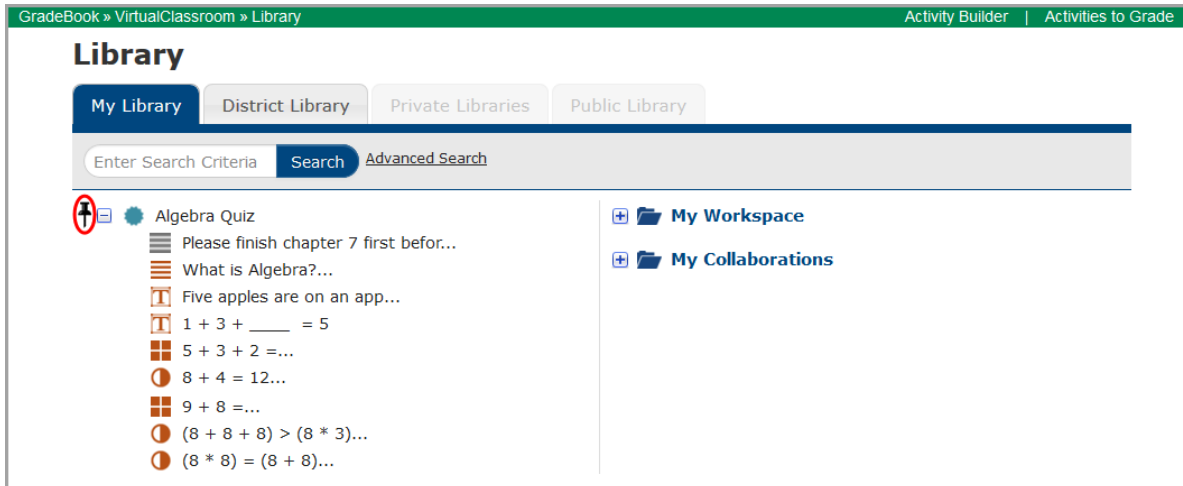 GradeBook » VirtualClassroom » Library Activity Builder | Activities to Grade
Library
My Library District Library Private Libraries Public Library
Enter Search Criteria Search Advanced Search
Algebra Quiz
Please finish chapter 7 first befor...
What is Algebra?...
Five apples are on an app...
1 + 3 + ____ = 5
5 + 3 + 2 =...
8 + 4 = 12...
9 + 8 =...
(8 + 8 + 8) > (8 * 3)...
(8 * 8) = (8 + 8)...
My Workspace
My Collaborations